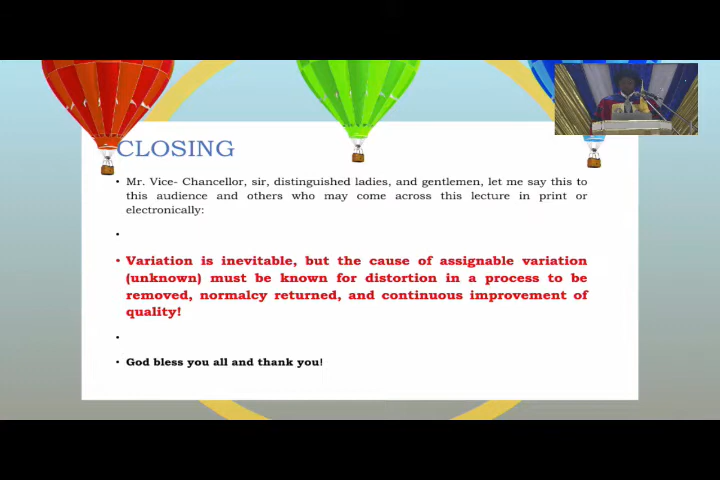 CLOSING
• Mr. Vice- Chancellor, sir, distinguished ladies, and gentlemen, let me say this to
this audience and others who may come across this lecture in print or
electronically:
•
• Variation is inevitable, but the cause of assignable variation
(unknown) must be known for distortion in a process to be
removed, normalcy returned, and continuous improvement of
quality!
•
• God bless you all and thank you!